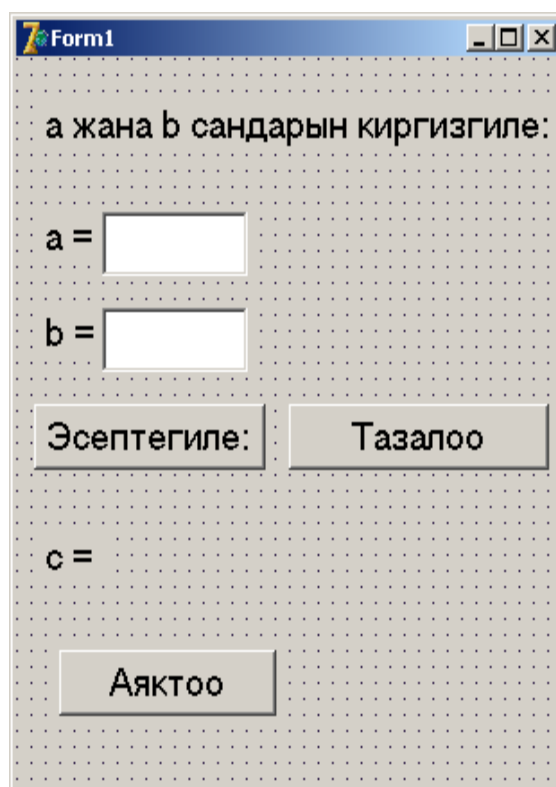 Form1
а жана b сандарын киргизгиле:
a =
b =
Эсептегиле:
Тазалоо
c =
Аяктоо